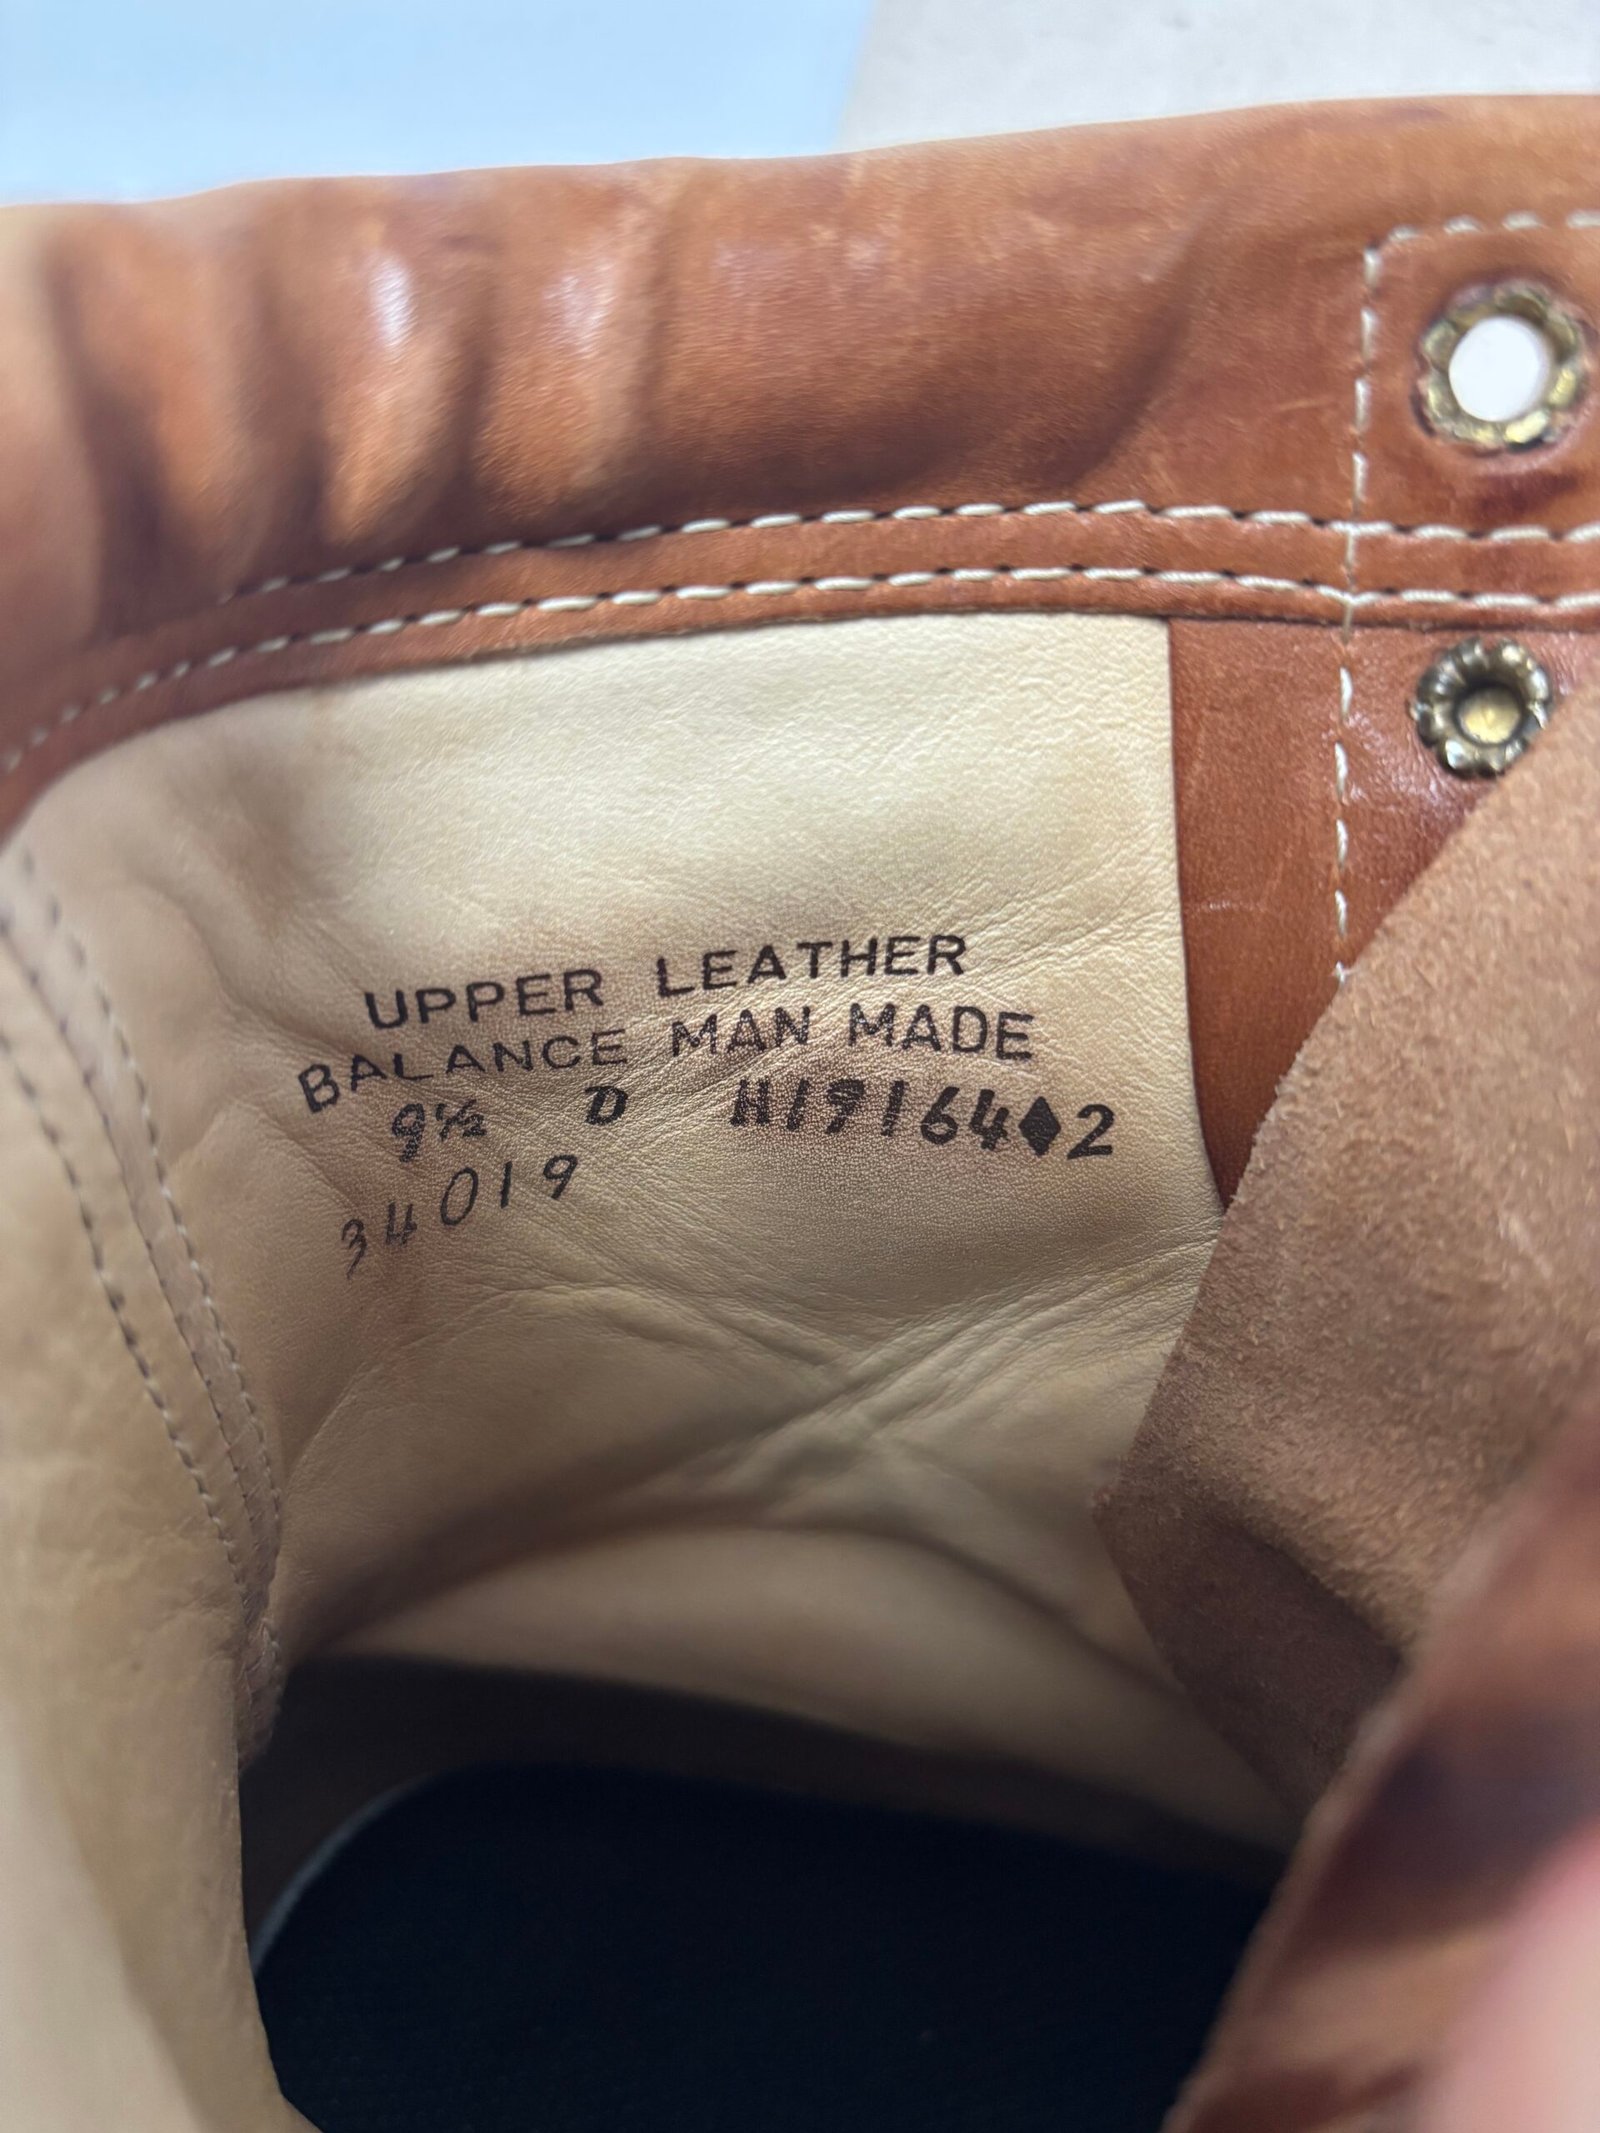 UPPER LEATHER
BALANCE MAN MADE
9½ D H19164♦2
34019